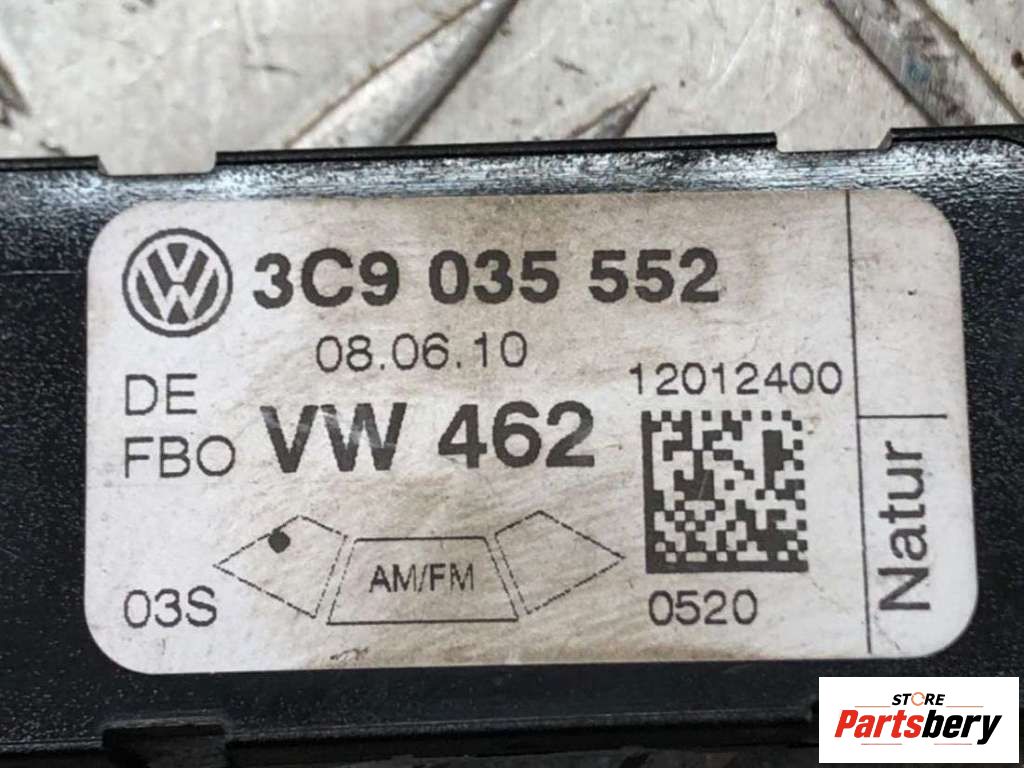 3C9 035 552
08.06.10
DE
FBO
VW 462
12012400
03S
AM/FM
0520
Natur
STORE
Partsbery